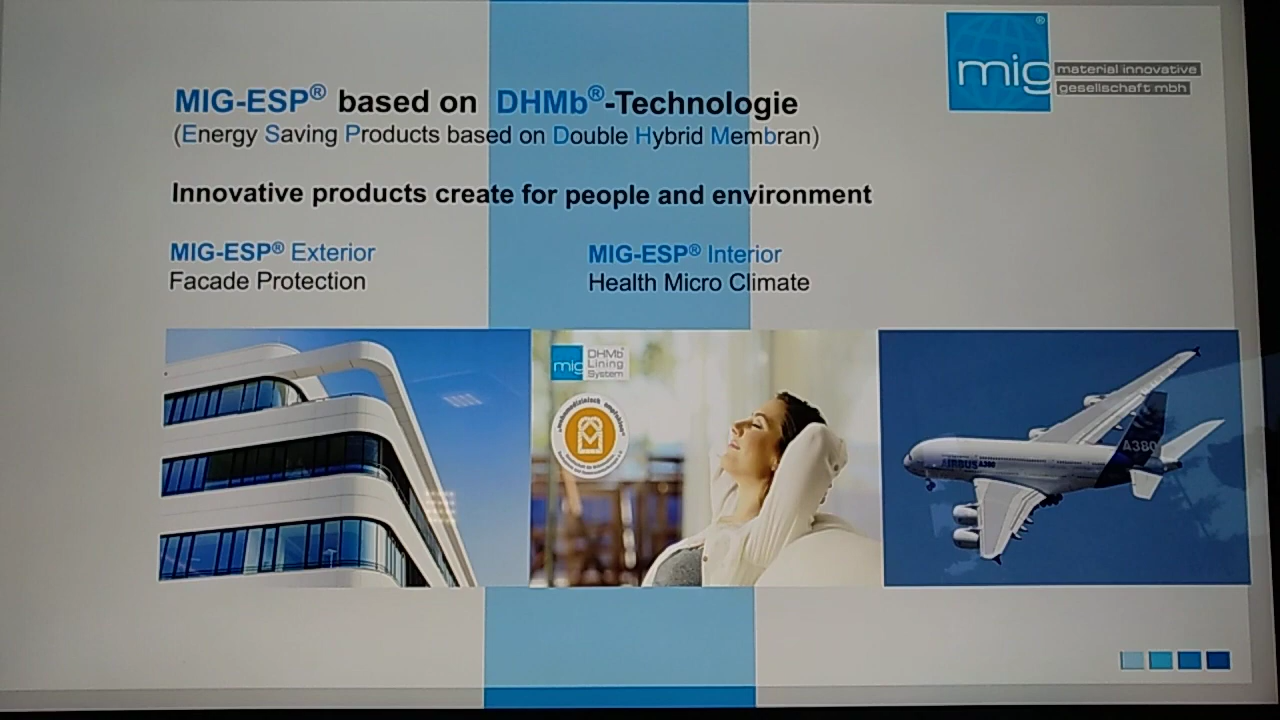 mig®
material innovative
gesellschaft mbh
MIG-ESP® based on DHMb®-Technologie
(Energy Saving Products based on Double Hybrid Membran)
Innovative products create for people and environment
MIG-ESP® Exterior
Facade Protection
MIG-ESP® Interior
Health Micro Climate
mig
DHMb®
Lining
System
empfohlen
AIRBUS A380
A380